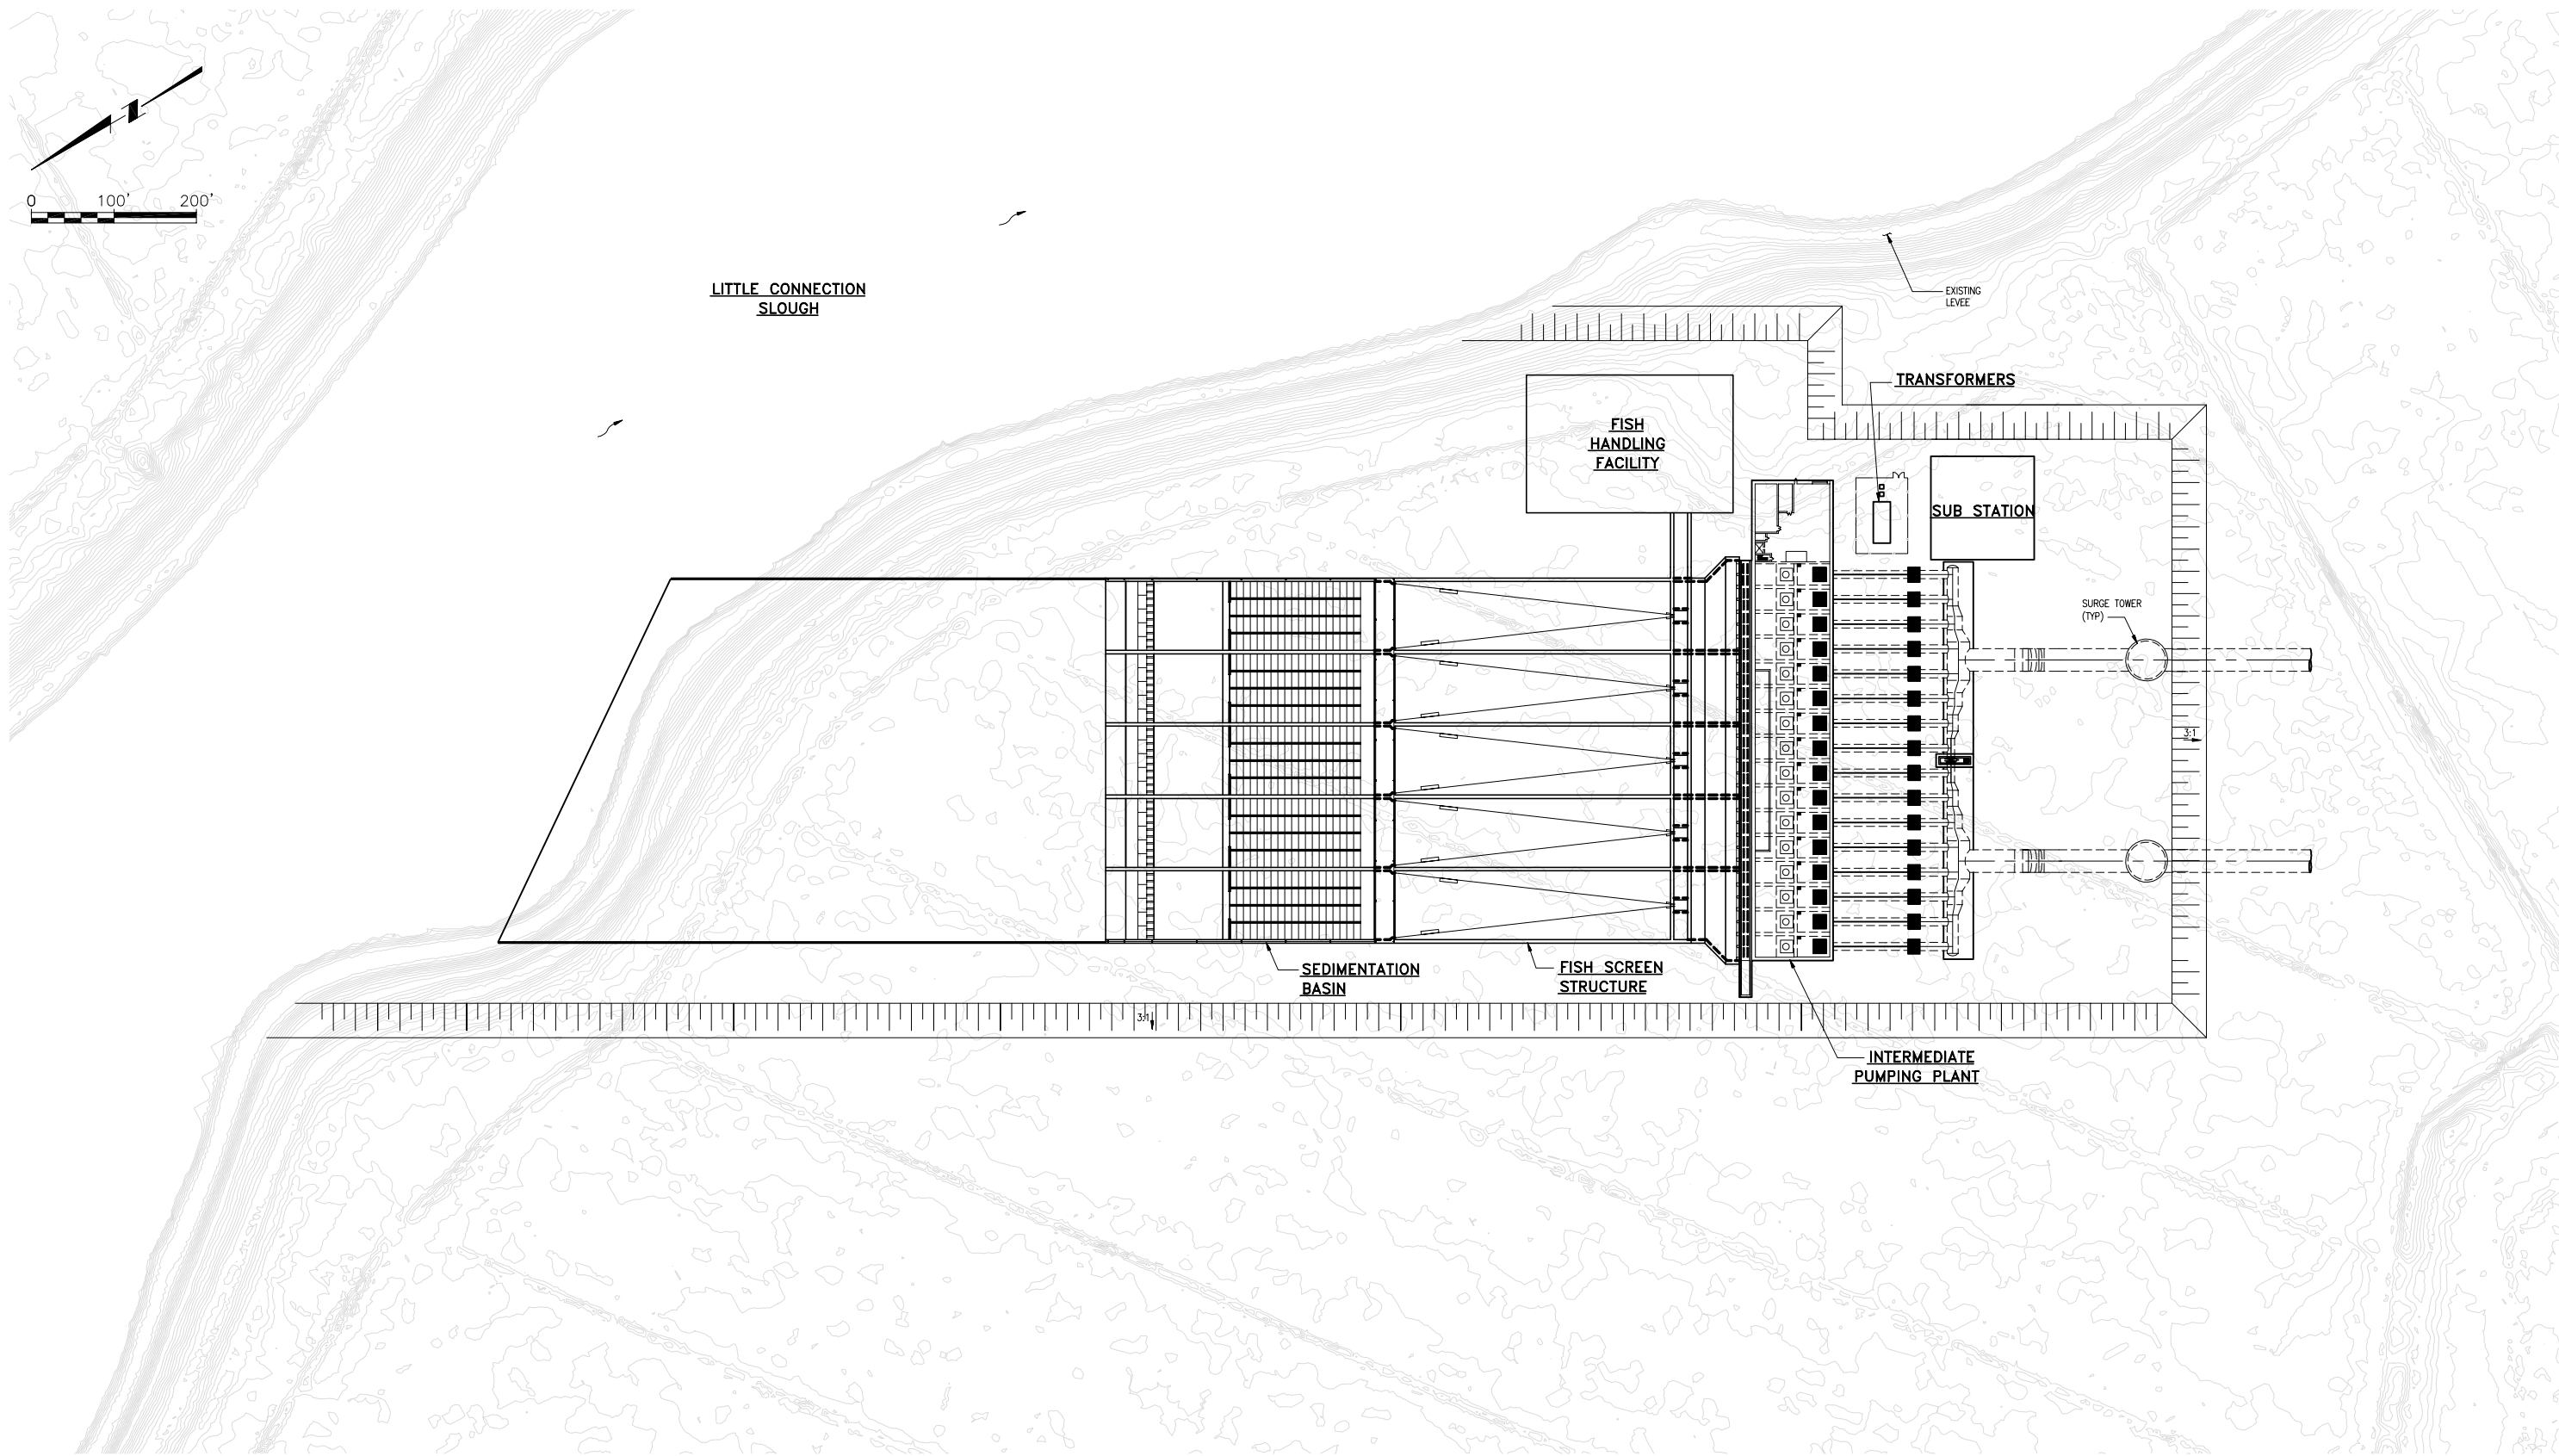 N
0 100' 200'
LITTLE CONNECTION
SLOUGH
EXISTING
LEVEE
TRANSFORMERS
FISH
HANDLING
FACILITY
SUB STATION
SURGE TOWER
(TYP)
3:1
SEDIMENTATION
BASIN
FISH SCREEN
STRUCTURE
3:1
INTERMEDIATE
PUMPING PLANT